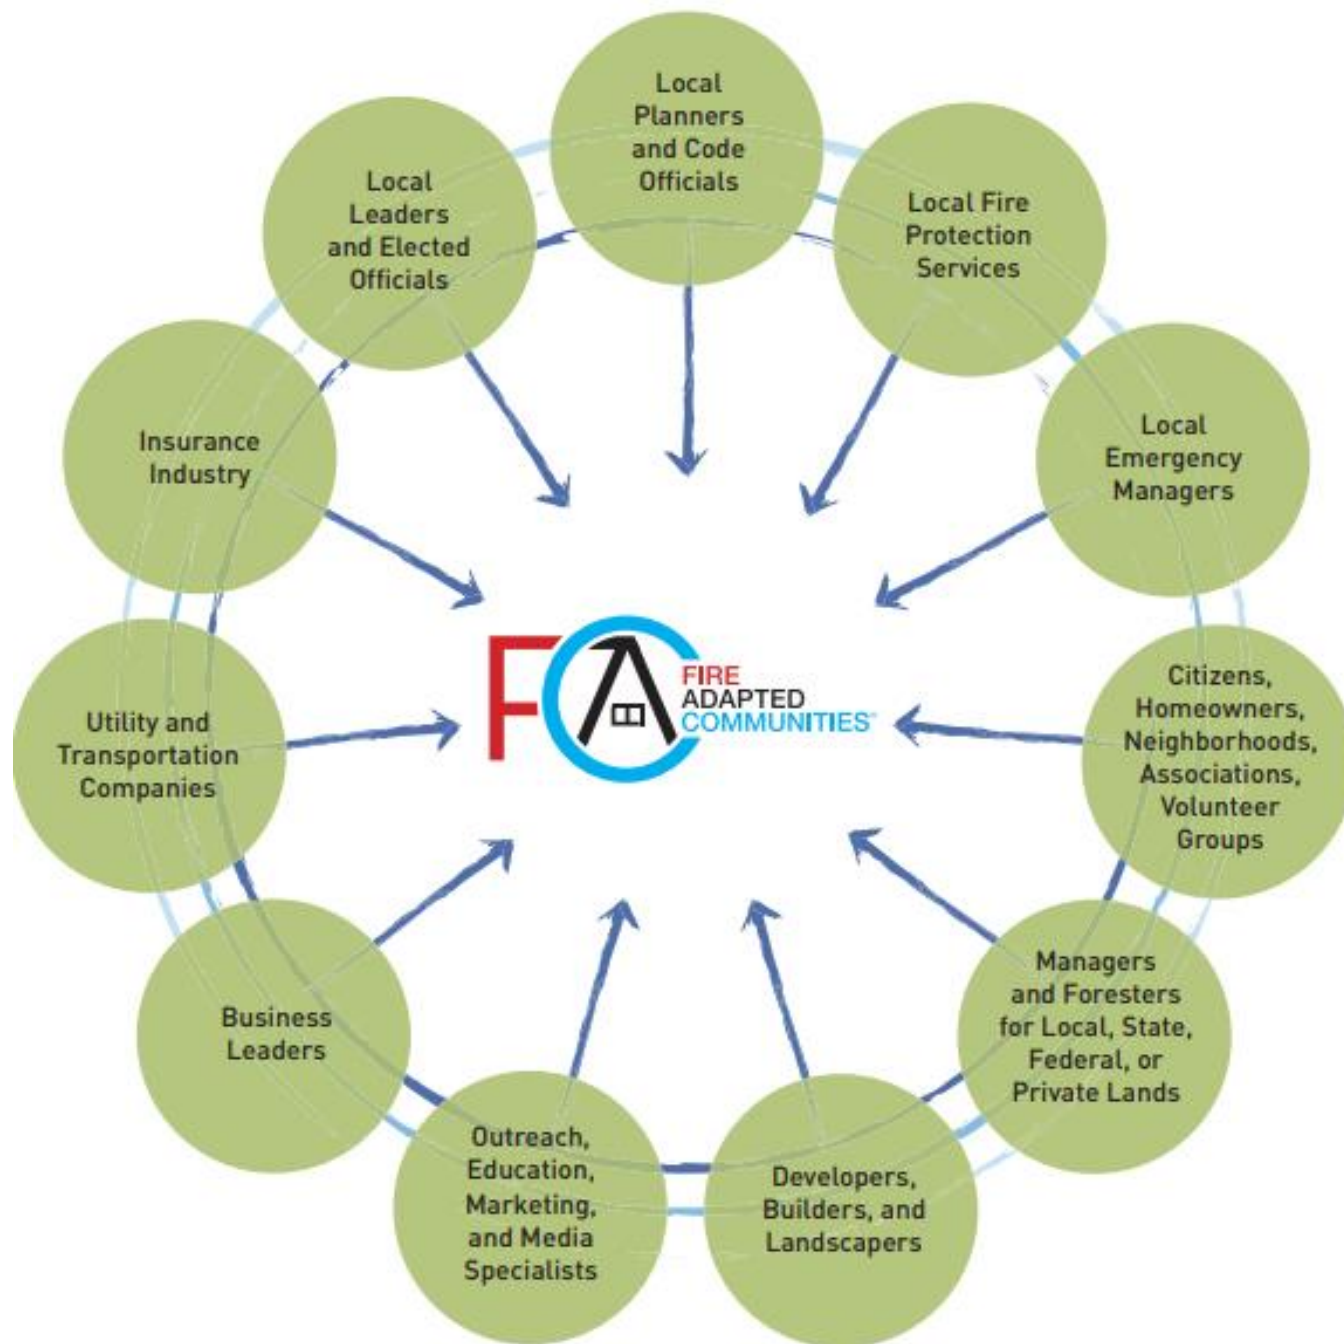 Local
Planners
and Code
Officials
Local Fire
Protection
Services
Local
Emergency
Managers
Citizens,
Homeowners,
Neighborhoods,
Associations,
Volunteer
Groups
Managers
and Foresters
for Local, State,
Federal, or
Private Lands
Developers,
Builders, and
Landscapers
Outreach,
Education,
Marketing,
and Media
Specialists
Business
Leaders
Utility and
Transportation
Companies
Insurance
Industry
Local
Leaders
and Elected
Officials
FCA
FIRE
ADAPTED
COMMUNITIES